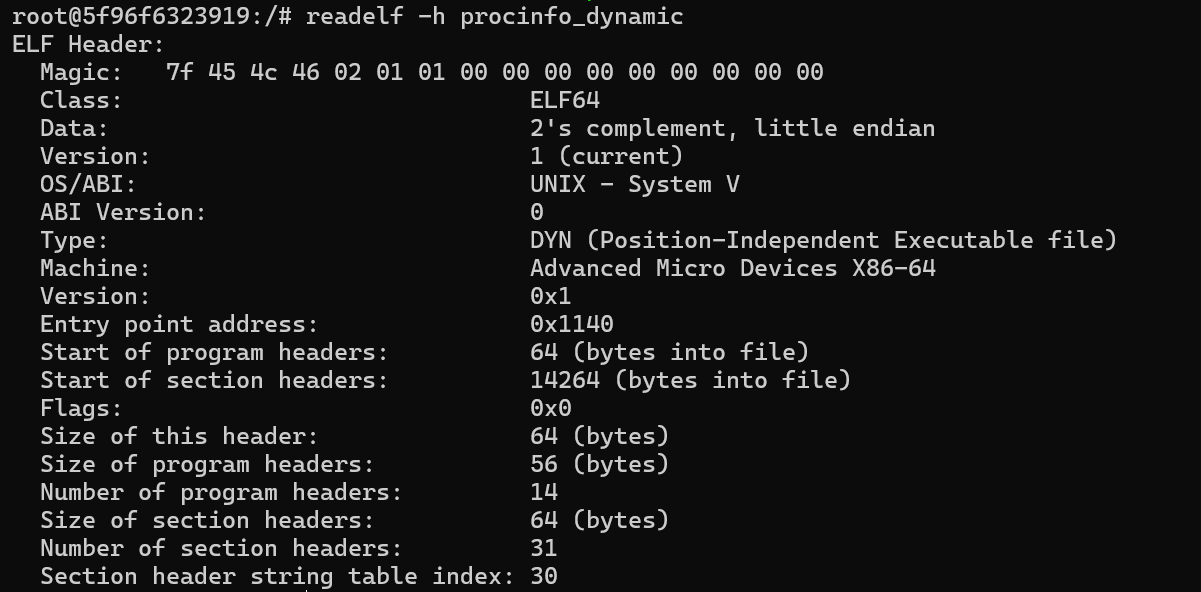 root@5f96f6323919:/# readelf -h procinfo_dynamic
ELF Header:
  Magic:   7f 45 4c 46 02 01 01 00 00 00 00 00 00 00 00 00
  Class:                             ELF64
  Data:                              2's complement, little endian
  Version:                           1 (current)
  OS/ABI:                            UNIX - System V
  ABI Version:                       0
  Type:                              DYN (Position-Independent Executable file)
  Machine:                           Advanced Micro Devices X86-64
  Version:                           0x1
  Entry point address:               0x1140
  Start of program headers:          64 (bytes into file)
  Start of section headers:          14264 (bytes into file)
  Flags:                             0x0
  Size of this header:               64 (bytes)
  Size of program headers:           56 (bytes)
  Number of program headers:         14
  Size of section headers:           64 (bytes)
  Number of section headers:         31
  Section header string table index: 30